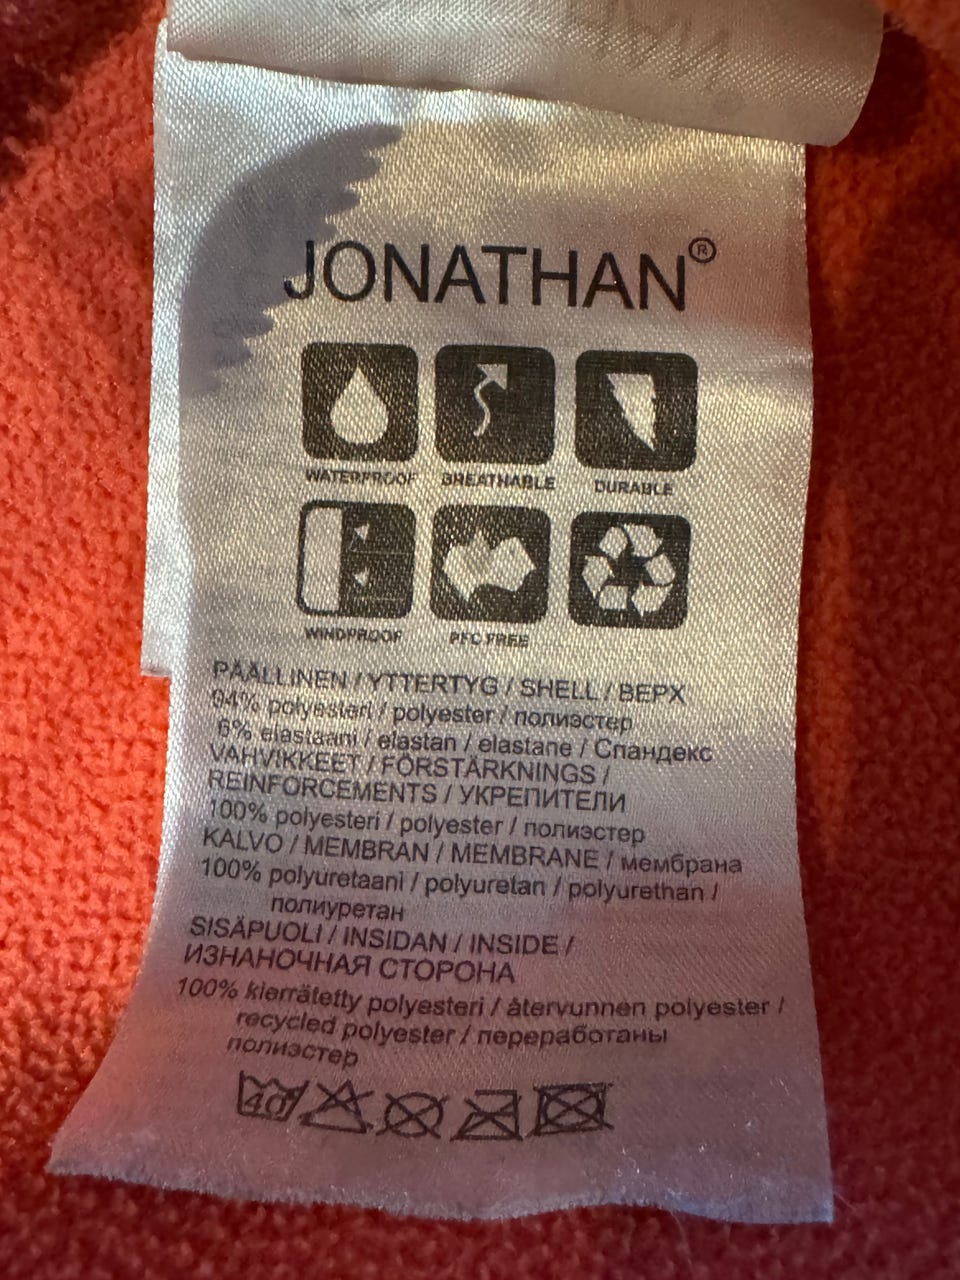 JONATHAN®
WATERPROOF BREATHABLE DURABLE
WINDPROOF PFC FREE
PÄÄLLINEN / YTTERTYG / SHELL / ВЕРХ
94% polyesteri / polyester / полиэстер
6% elastaani / elastan / elastane / Спандекс
VAHVIKKEET / FÖRSTÄRKNINGS /
REINFORCEMENTS / УКРЕПИТЕЛИ
100% polyesteri / polyester / полиэстер
KALVO / MEMBRAN / MEMBRANE / мембрана
100% polyuretaani / polyuretan / polyurethan /
полиуретан
SISÄPUOLI / INSIDAN / INSIDE /
ИЗНАНОЧНАЯ СТОРОНА
100% kierrätetty polyesteri / återvunnen polyester /
recycled polyester / переработаны
полиэстер
40